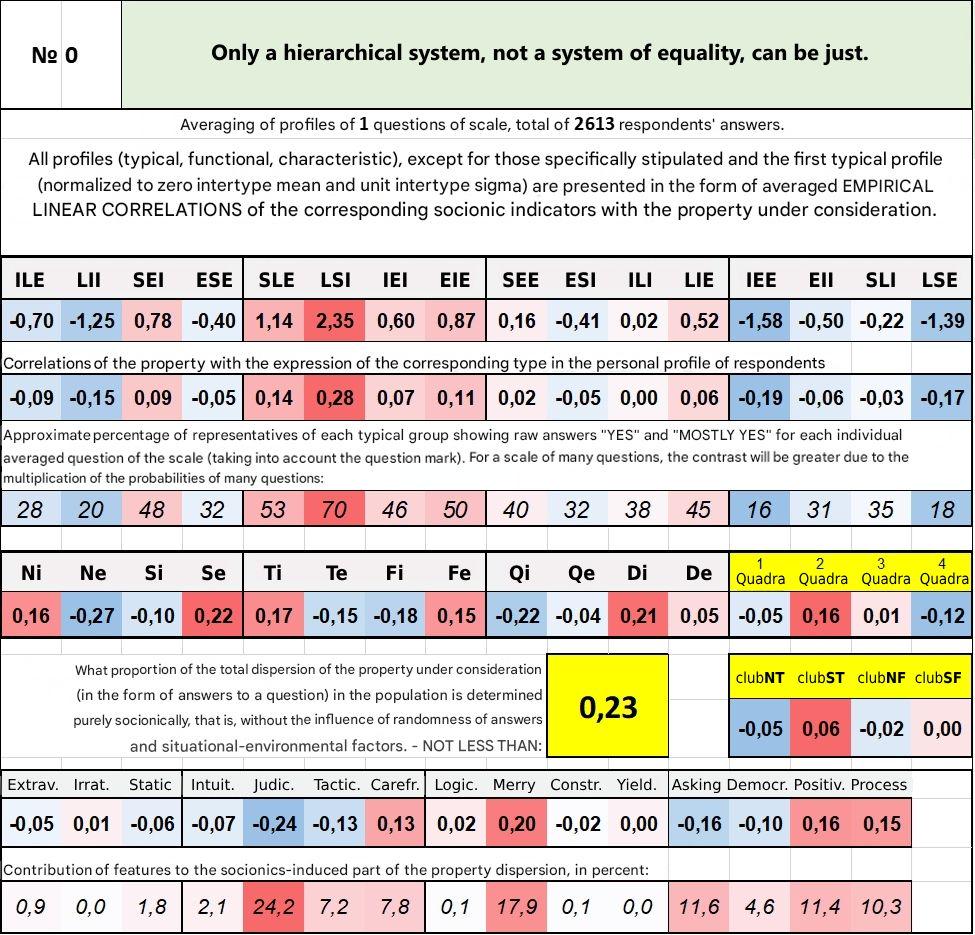 № 0
Only a hierarchical system, not a system of equality, can be just.
Averaging of profiles of 1 questions of scale, total of 2613 respondents' answers.
All profiles (typical, functional, characteristic), except for those specifically stipulated and the first typical profile
(normalized to zero intertype mean and unit intertype sigma) are presented in the form of averaged EMPIRICAL
LINEAR CORRELATIONS of the corresponding socionic indicators with the property under consideration.
ILE LII SEI ESE SLE LSI IEI EIE SEE ESI ILI LIE IEE EII SLI LSE
-0,70 -1,25 0,78 -0,40 1,14 2,35 0,60 0,87 0,16 -0,41 0,02 0,52 -1,58 -0,50 -0,22 -1,39
Correlations of the property with the expression of the corresponding type in the personal profile of respondents
-0,09 -0,15 0,09 -0,05 0,14 0,28 0,07 0,11 0,02 -0,05 0,00 0,06 -0,19 -0,06 -0,03 -0,17
Approximate percentage of representatives of each typical group showing raw answers "YES" and "MOSTLY YES" for each individual
averaged question of the scale (taking into account the question mark). For a scale of many questions, the contrast will be greater due to the
multiplication of the probabilities of many questions:
28 20 48 32 53 70 46 50 40 32 38 45 16 31 35 18
Ni Ne Si Se Ti Te Fi Fe Qi Qe Di De 1 Quadra 2 Quadra 3 Quadra 4 Quadra
0,16 -0,27 -0,10 0,22 0,17 -0,15 -0,18 0,15 -0,22 -0,04 0,21 0,05 -0,05 0,16 0,01 -0,12
What proportion of the total dispersion of the property under consideration
(in the form of answers to a question) in the population is determined
purely socionically, that is, without the influence of randomness of answers
and situational-environmental factors. - NOT LESS THAN:
0,23
clubNT clubST clubNF clubSF
-0,05 0,06 -0,02 0,00
Extrav. Irrat. Static Intuit. Judic. Tactic. Carefr. Logic. Merry Constr. Yield. Asking Democr. Positiv. Process
-0,05 0,01 -0,06 -0,07 -0,24 -0,13 0,13 0,02 0,20 -0,02 0,00 -0,16 -0,10 0,16 0,15
Contribution of features to the socionics-induced part of the property dispersion, in percent:
0,9 0,0 1,8 2,1 24,2 7,2 7,8 0,1 17,9 0,1 0,0 11,6 4,6 11,4 10,3